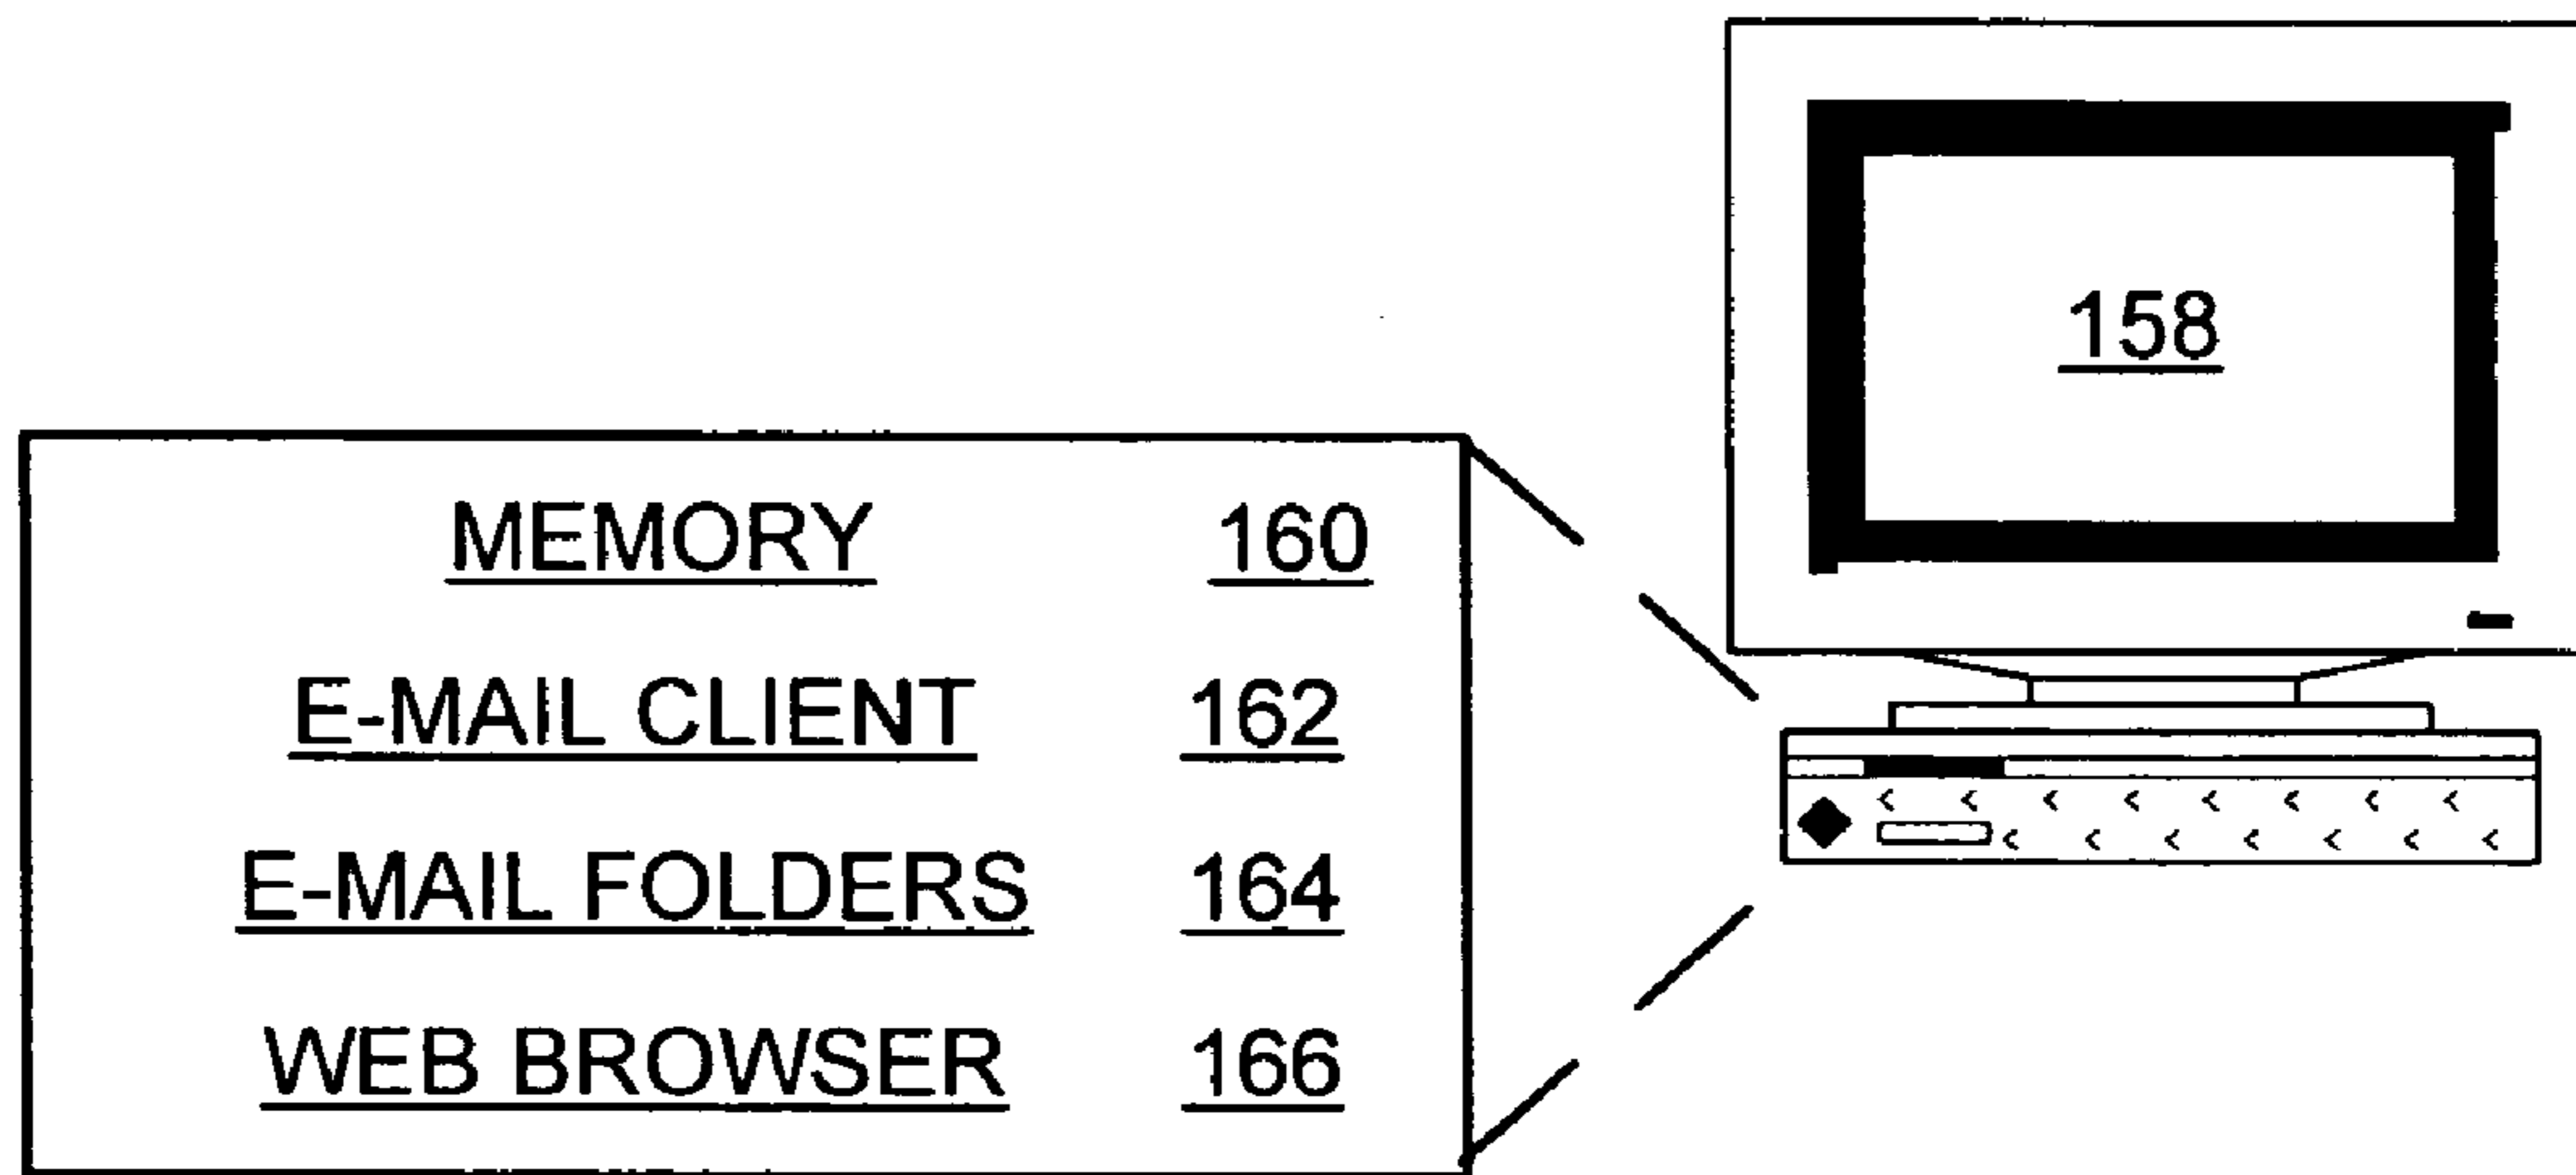 158
MEMORY 160
E-MAIL CLIENT 162
E-MAIL FOLDERS 164
WEB BROWSER 166